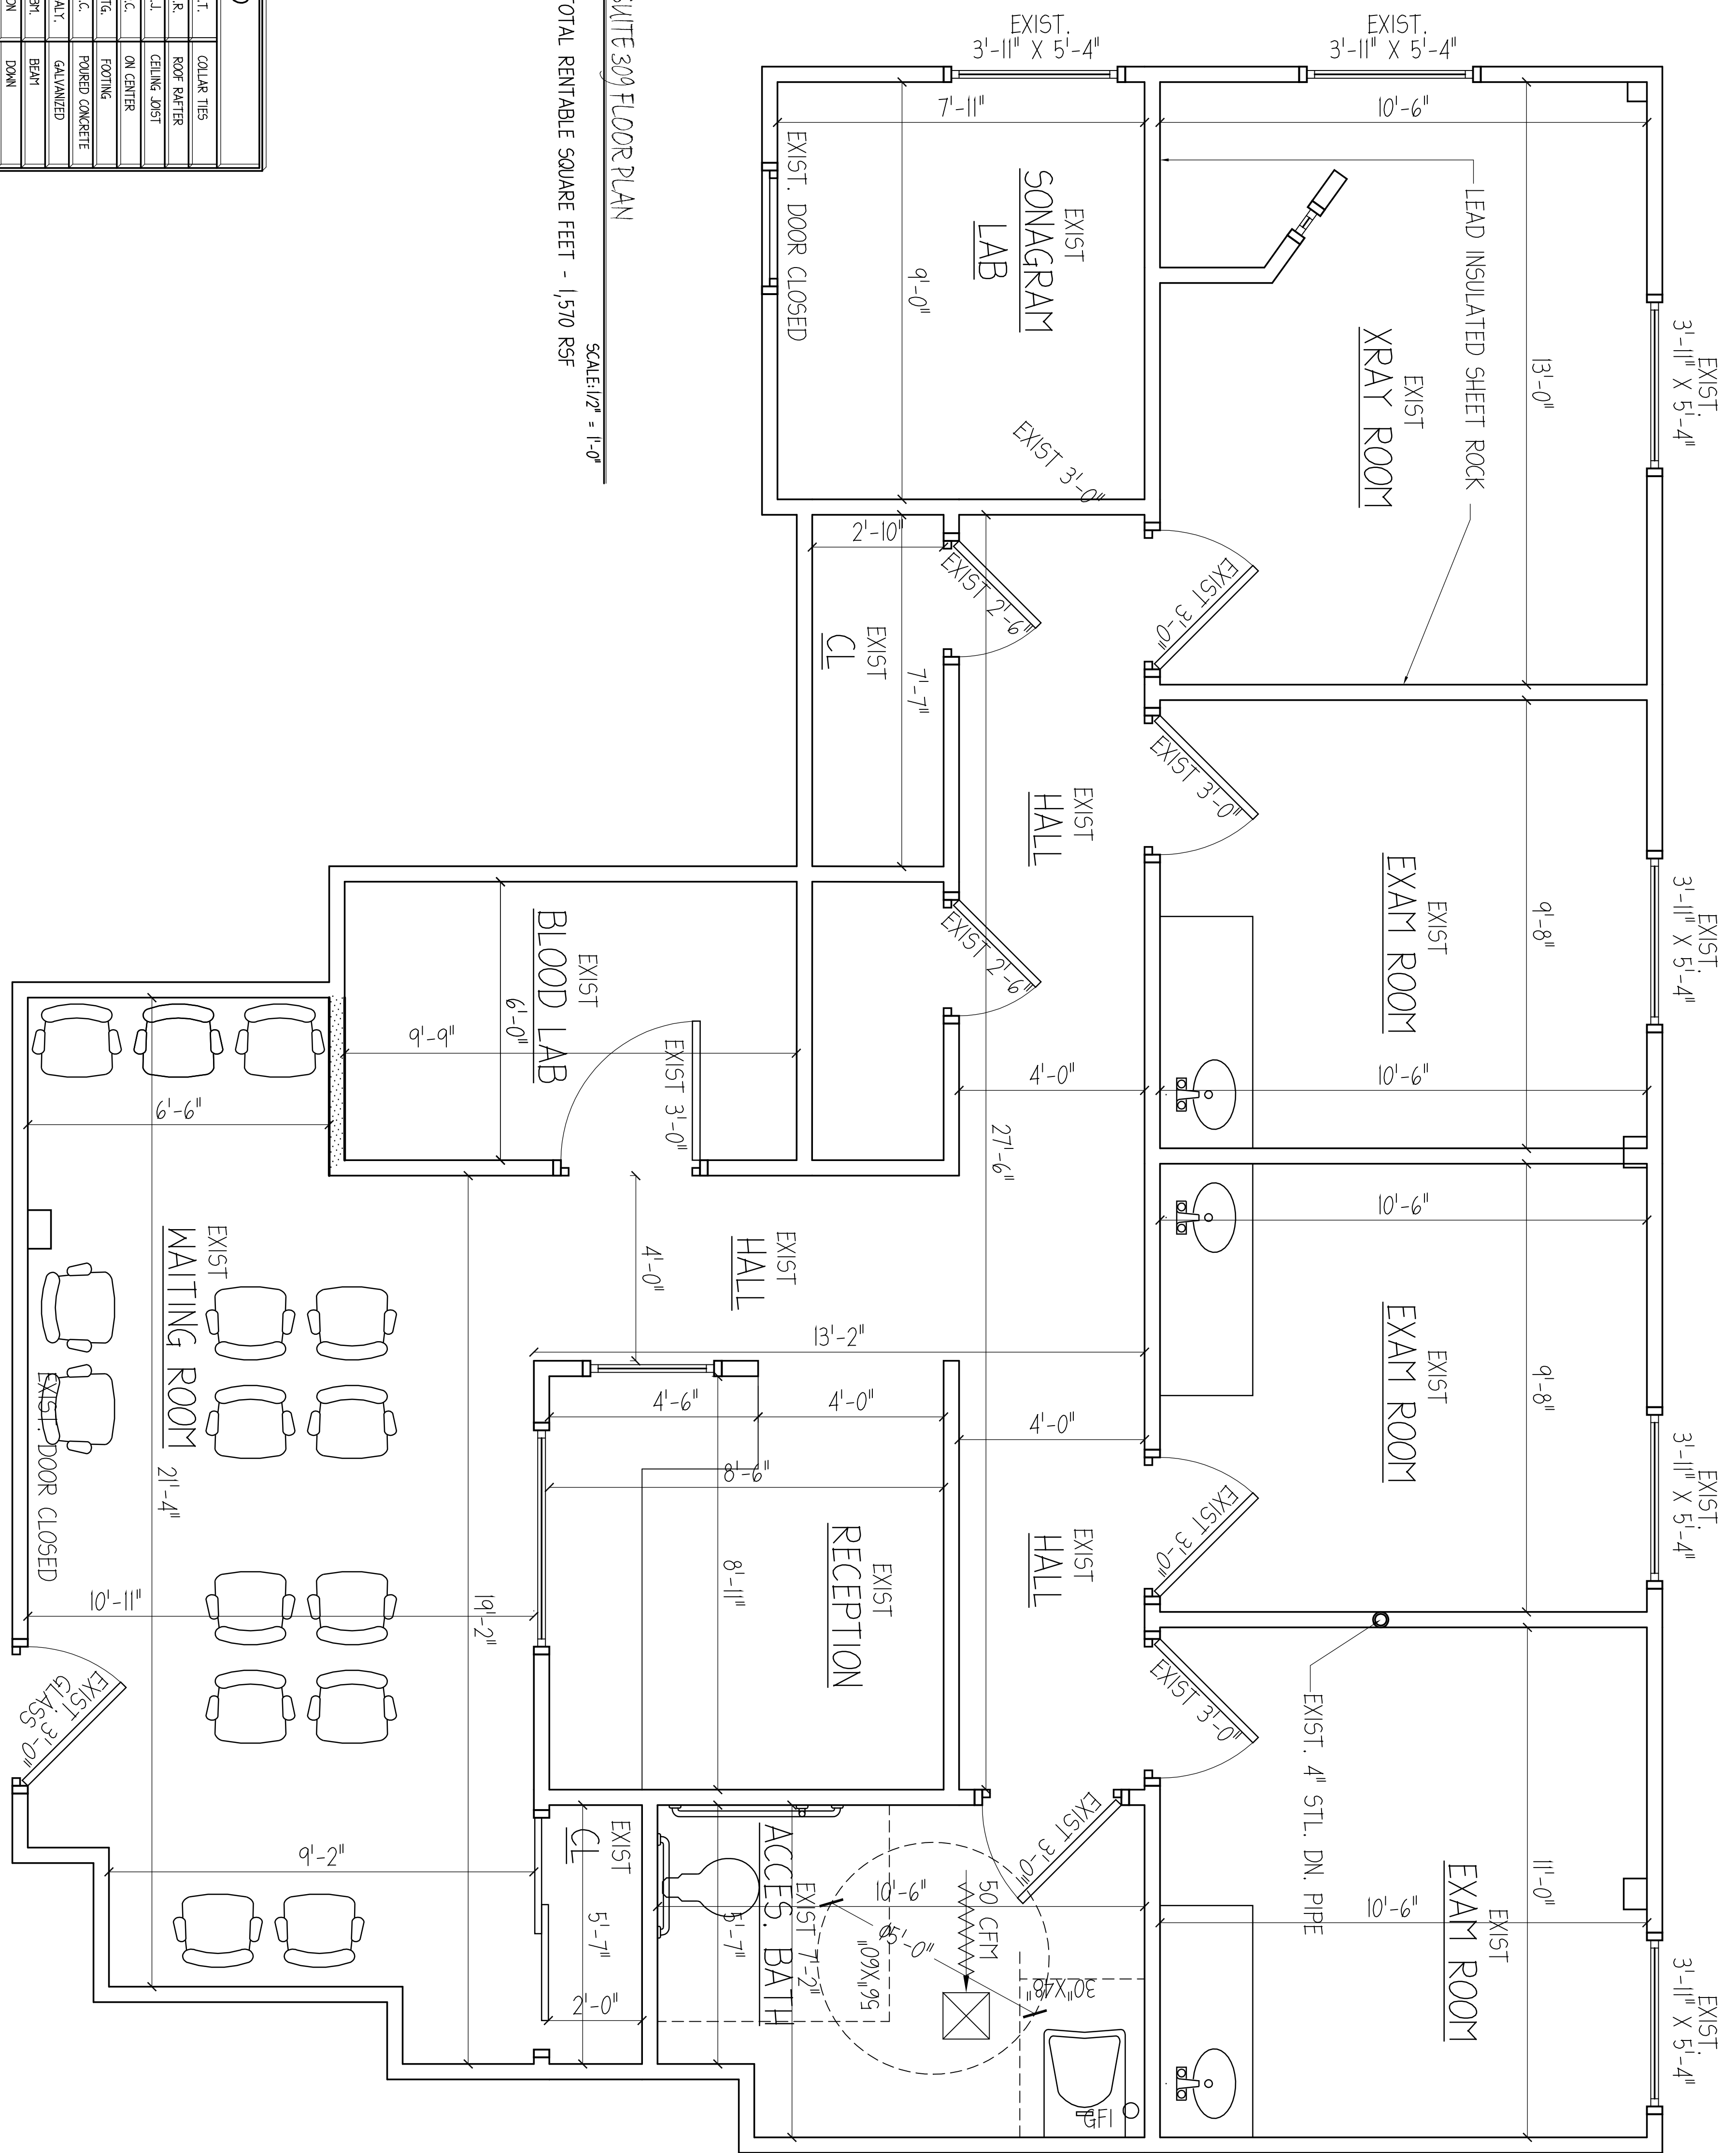 EXIST.
3'-11" X 5'-4"
EXIST.
3'-11" X 5'-4"
EXIST.
3'-11" X 5'-4"
EXIST.
3'-11" X 5'-4"
EXIST.
3'-11" X 5'-4"
EXIST.
3'-11" X 5'-4"
10'-6"
13'-0"
LEAD INSULATED SHEET ROCK
EXIST
XRAY ROOM
EXIST 3'-0"
9'-8"
EXIST
EXAM ROOM
10'-6"
EXIST 3'-0"
9'-8"
10'-6"
EXIST
EXAM ROOM
EXIST 3'-0"
11'-0"
EXIST
EXAM ROOM
10'-6"
EXIST 3'-0"
EXIST. 4" STL. DN. PIPE
7'-11"
EXIST
SONAGRAM
LAB
9'-0"
EXIST 3'-0"
EXIST. DOOR CLOSED
2'-10"
EXIST 2'-6"
EXIST
CL
7'-7"
EXIST
HALL
EXIST 2'-6"
4'-0"
27'-6"
EXIST
HALL
4'-0"
EXIST 3'-0"
50 CFM
30"X48"
GFI
Ø5'-0"
56"X60"
10'-6"
EXIST 7'-2"
ACCES. BATH
5'-7"
EXIST
RECEPTION
8'-11"
8'-6"
4'-0"
4'-6"
13'-2"
EXIST
HALL
4'-0"
EXIST
BLOOD LAB
6'-0"
9'-9"
EXIST 3'-0"
EXIST
CL
5'-7"
2'-0"
19'-2"
EXIST
WAITING ROOM
21'-4"
6'-6"
10'-11"
9'-2"
EXIST. DOOR CLOSED
EXIST. 3'-0"
GLASS
SUITE 309 FLOOR PLAN
SCALE: 1/2" = 1'-0"
TOTAL RENTABLE SQUARE FEET - 1,570 RSF
COLLAR TIES
ROOF RAFTER
CEILING JOIST
ON CENTER
FOOTING
POURED CONCRETE
GALVANIZED
BEAM
DOWN